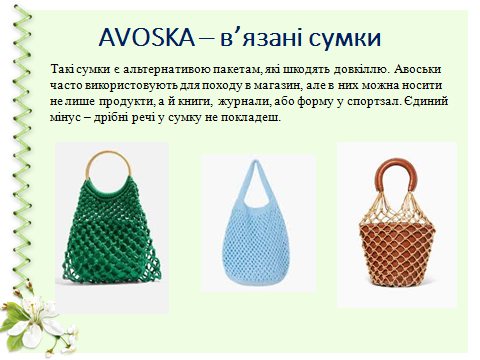 AVOSKA – в’язані сумки
Такі сумки є альтернативою пакетам, які шкодять довкіллю. Авоськи
часто використовують для походу в магазин, але в них можна носити
не лише продукти, а й книги, журнали, або форму у спортзал. Єдиний
мінус – дрібні речі у сумку не покладеш.